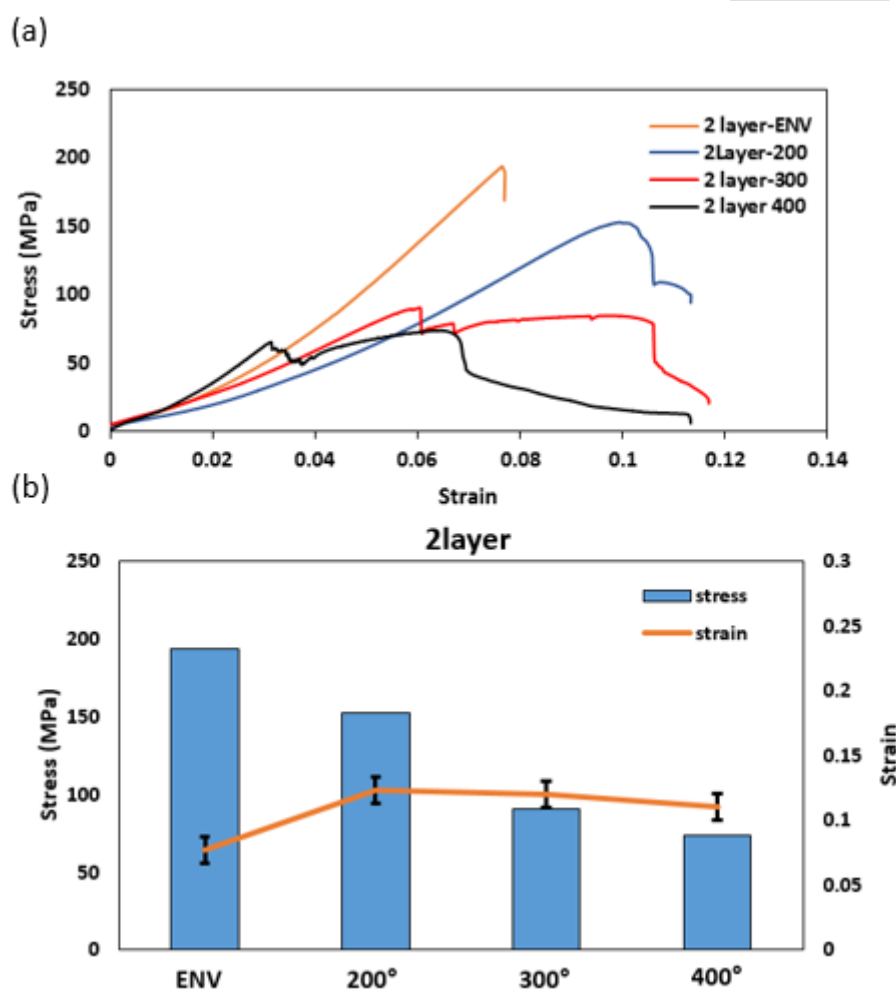 (a)
250
200
150
100
50
0
Stress (MPa)
0 0.02 0.04 0.06 0.08 0.1 0.12 0.14
Strain
2 layer-ENV
2Layer-200
2 layer-300
2 layer 400
(b)
2layer
250
200
150
100
50
0
Stress (MPa)
0.3
0.25
0.2
0.15
0.1
0.05
0
Strain
stress
strain
ENV 200° 300° 400°